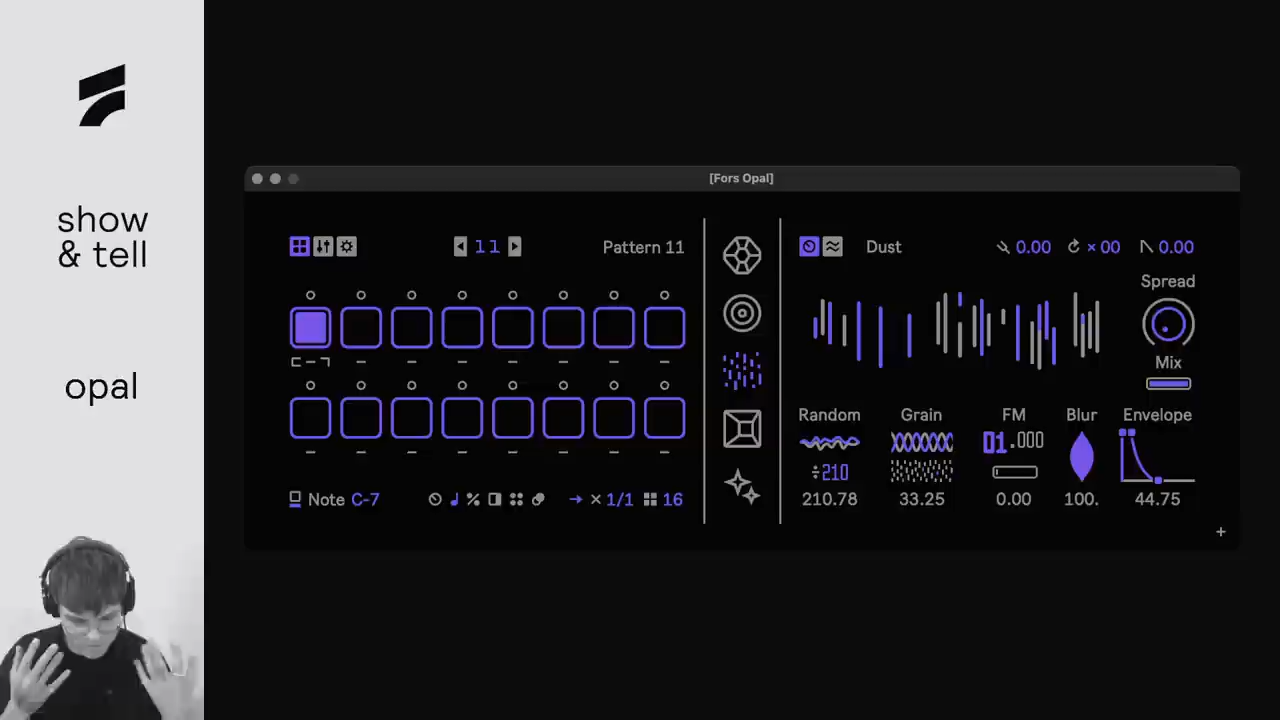 show
& tell
opal
[Fors Opal]
11
Pattern 11
Note C-7
× 1/1
16
Dust
0.00
× 00
0.00
Spread
Mix
Random
Grain
FM
Blur
Envelope
÷210
01.000
210.78
33.25
0.00
100.
44.75
+